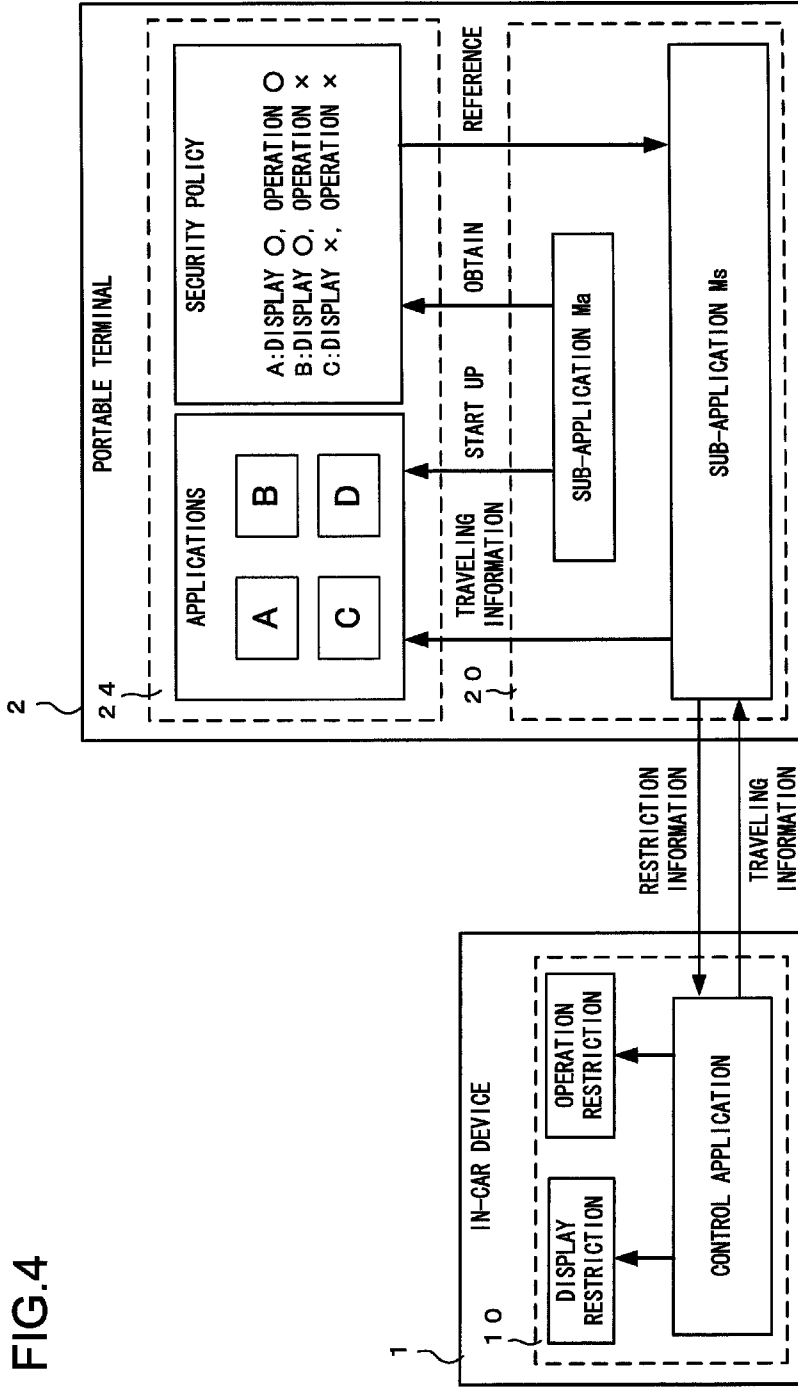 FIG.4
2
PORTABLE TERMINAL
24
APPLICATIONS
A
B
C
D
SECURITY POLICY
A:DISPLAY ○, OPERATION ○
B:DISPLAY ○, OPERATION ×
C:DISPLAY ×, OPERATION ×
TRAVELING
INFORMATION
START UP
OBTAIN
REFERENCE
20
SUB-APPLICATION Ma
SUB-APPLICATION Ms
RESTRICTION
INFORMATION
TRAVELING
INFORMATION
1
IN-CAR DEVICE
10
DISPLAY
RESTRICTION
OPERATION
RESTRICTION
CONTROL APPLICATION